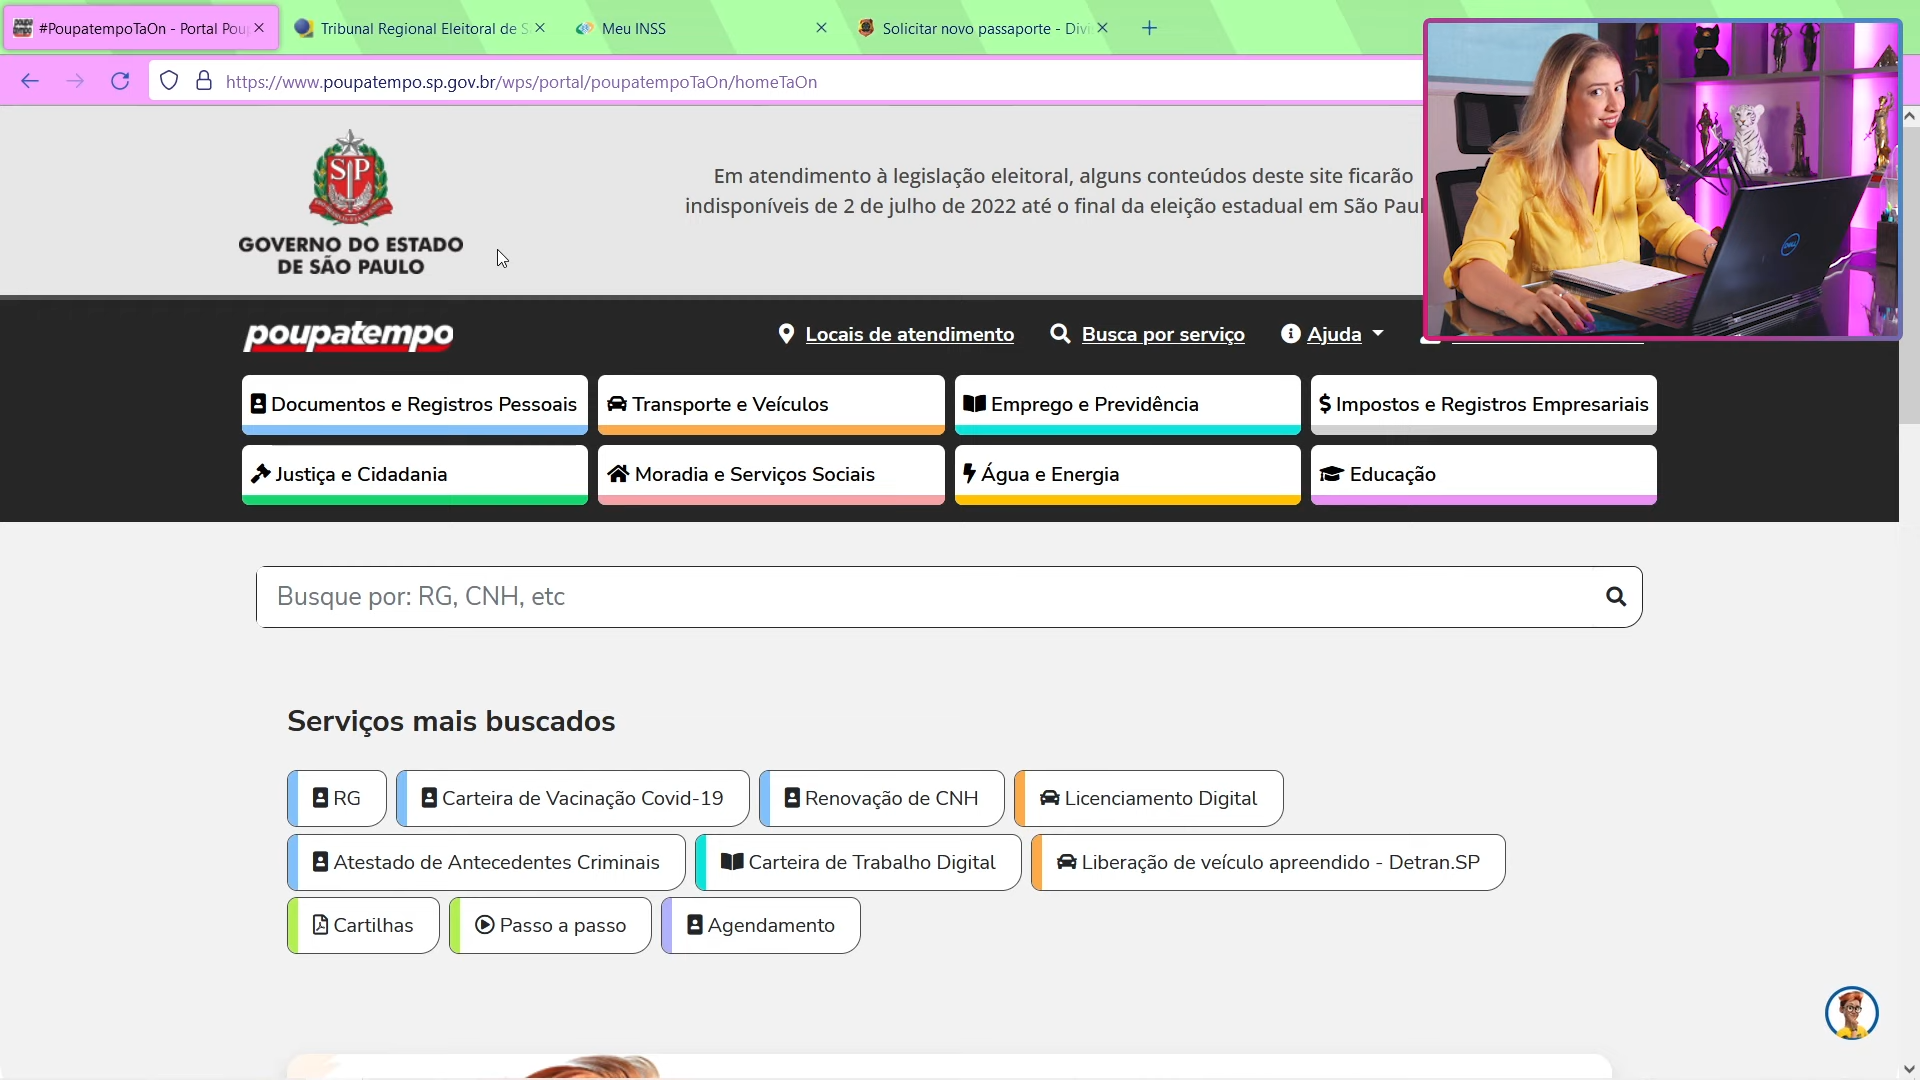 #PoupatempoTaOn - Portal Poup
Tribunal Regional Eleitoral de S
Meu INSS
Solicitar novo passaporte - Divi
https://www.poupatempo.sp.gov.br/wps/portal/poupatempoTaOn/homeTaOn
SP
GOVERNO DO ESTADO
DE SÃO PAULO
Em atendimento à legislação eleitoral, alguns conteúdos deste site ficarão
indisponíveis de 2 de julho de 2022 até o final da eleição estadual em São Paul
DELL
poupatempo
Locais de atendimento
Busca por serviço
Ajuda
Documentos e Registros Pessoais
Transporte e Veículos
Emprego e Previdência
Impostos e Registros Empresariais
Justiça e Cidadania
Moradia e Serviços Sociais
Água e Energia
Educação
Busque por: RG, CNH, etc
Serviços mais buscados
RG
Carteira de Vacinação Covid-19
Renovação de CNH
Licenciamento Digital
Atestado de Antecedentes Criminais
Carteira de Trabalho Digital
Liberação de veículo apreendido - Detran.SP
Cartilhas
Passo a passo
Agendamento